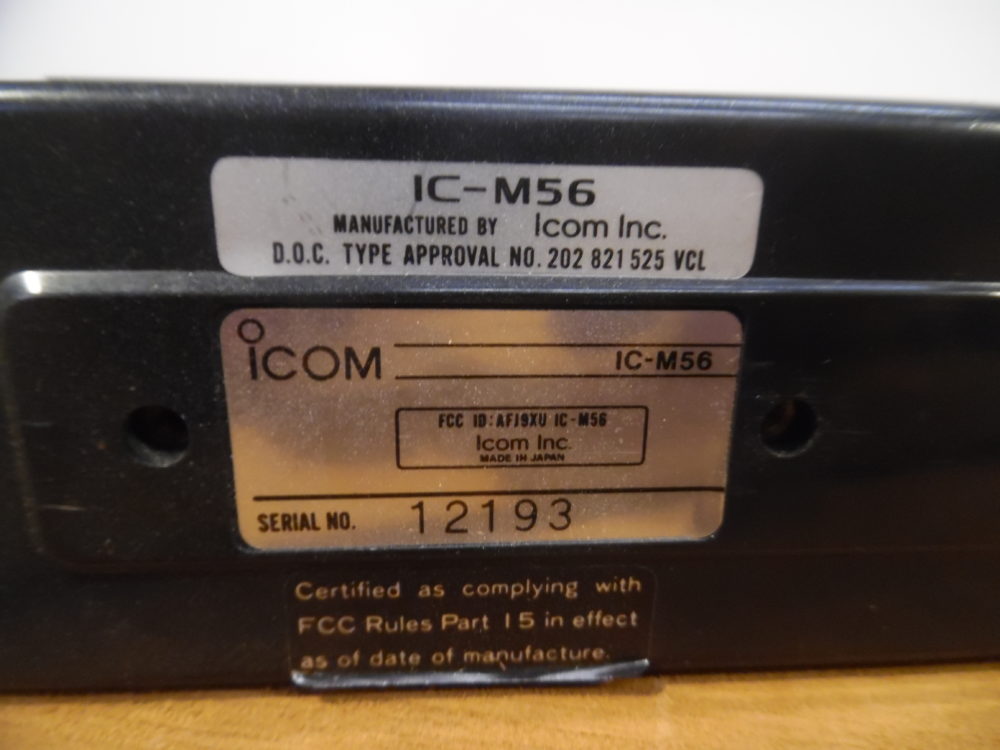 IC-M56
MANUFACTURED BY Icom Inc.
D.O.C. TYPE APPROVAL NO. 202 821 525 VCL
ICOM IC-M56
FCC ID: AFJ9XU IC-M56
Icom Inc.
MADE IN JAPAN
SERIAL NO. 12193
Certified as complying with
FCC Rules Part 15 in effect
as of date of manufacture.